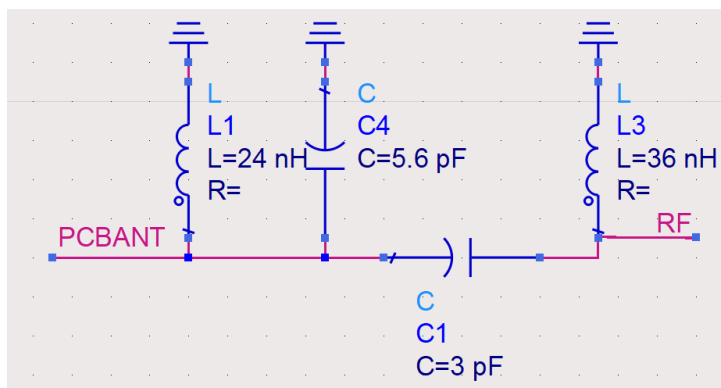 L
L1
L=24 nH
R=
C
C4
C=5.6 pF
L
L3
L=36 nH
R=
PCBANT
RF
C
C1
C=3 pF